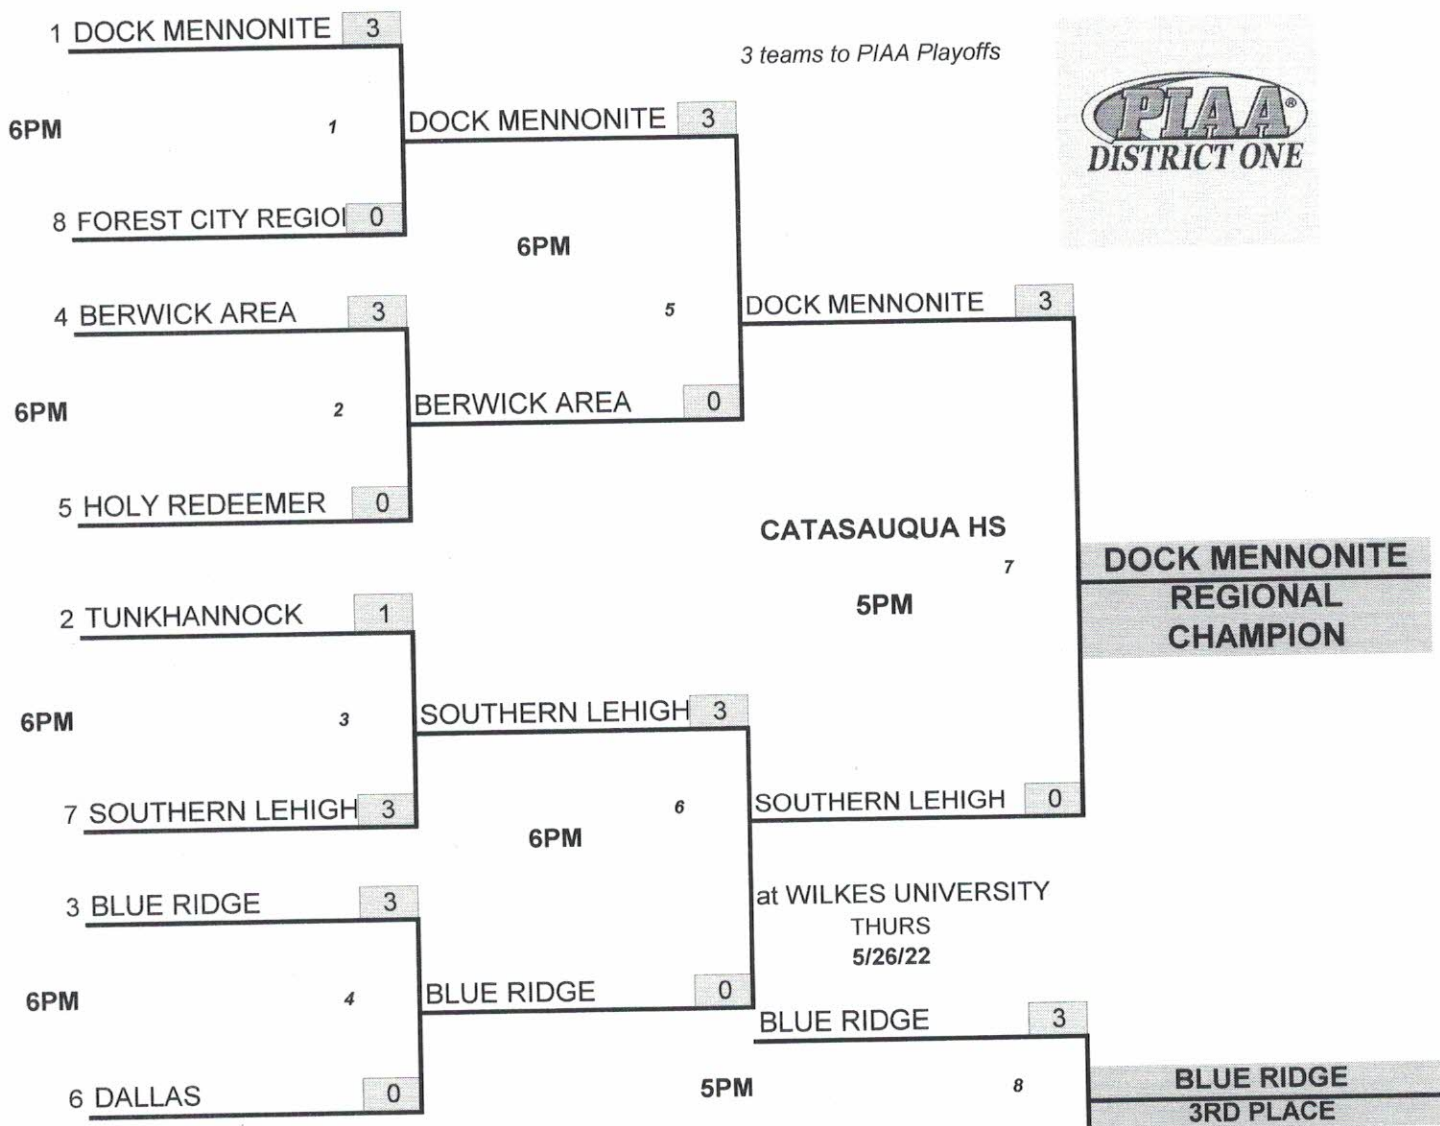 1 DOCK MENNONITE 3
3 teams to PIAA Playoffs
PIAA®
DISTRICT ONE
6PM 1
DOCK MENNONITE 3
8 FOREST CITY REGIO 0
6PM
4 BERWICK AREA 3
5
DOCK MENNONITE 3
6PM 2
BERWICK AREA 0
5 HOLY REDEEMER 0
CATASAUQUA HS
7
5PM
DOCK MENNONITE
REGIONAL
CHAMPION
2 TUNKHANNOCK 1
6PM 3
SOUTHERN LEHIGH 3
7 SOUTHERN LEHIGH 3
6PM 6
SOUTHERN LEHIGH 0
3 BLUE RIDGE 3
at WILKES UNIVERSITY
THURS
5/26/22
6PM 4
BLUE RIDGE 0
BLUE RIDGE 3
6 DALLAS 0
5PM 8
BLUE RIDGE
3RD PLACE